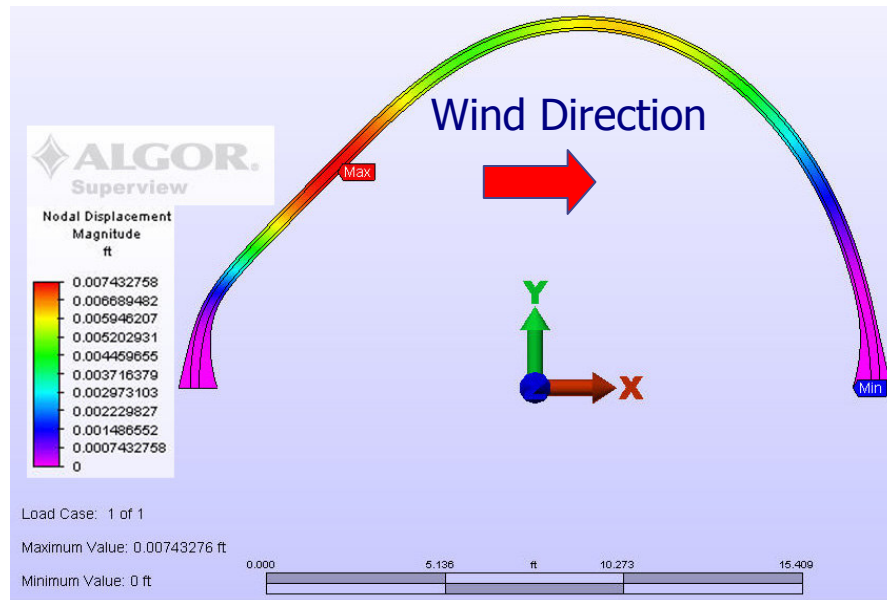 Wind Direction
ALGOR®
Superview
Nodal Displacement
Magnitude
ft
0.007432758
0.006689482
0.005946207
0.005202931
0.004459655
0.003716379
0.002973103
0.002229827
0.001486552
0.0007432758
0
Max
Y
X
Min
Load Case: 1 of 1
Maximum Value: 0.00743276 ft
Minimum Value: 0 ft
0.000 5.136 ft 10.273 15.409